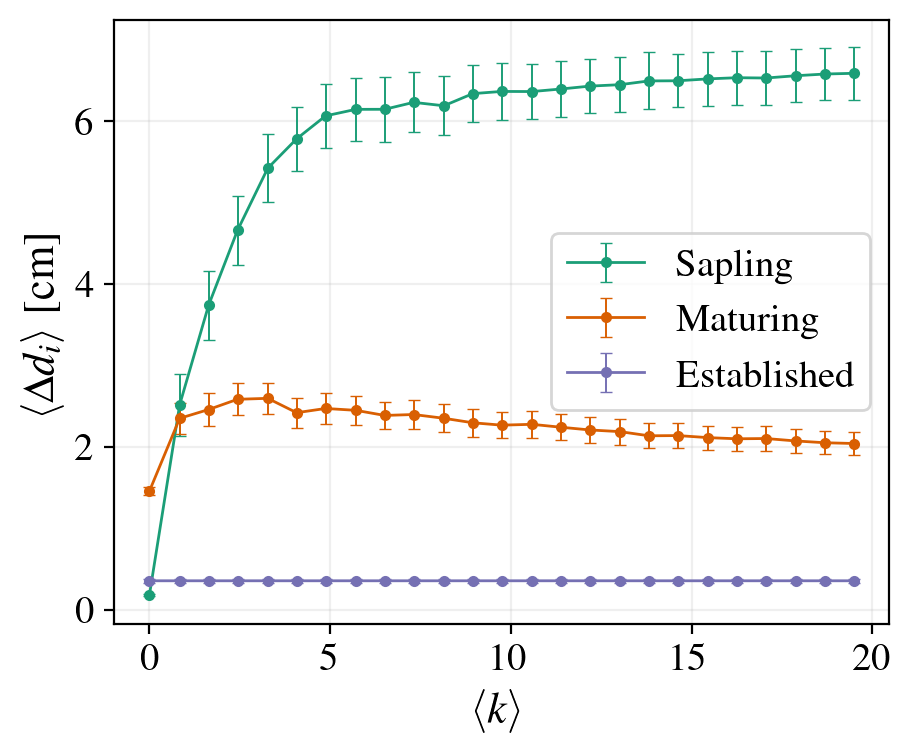 6
4
2
0
⟨Δd_i⟩ [cm]
Sapling
Maturing
Established
0 5 10 15 20
⟨k⟩